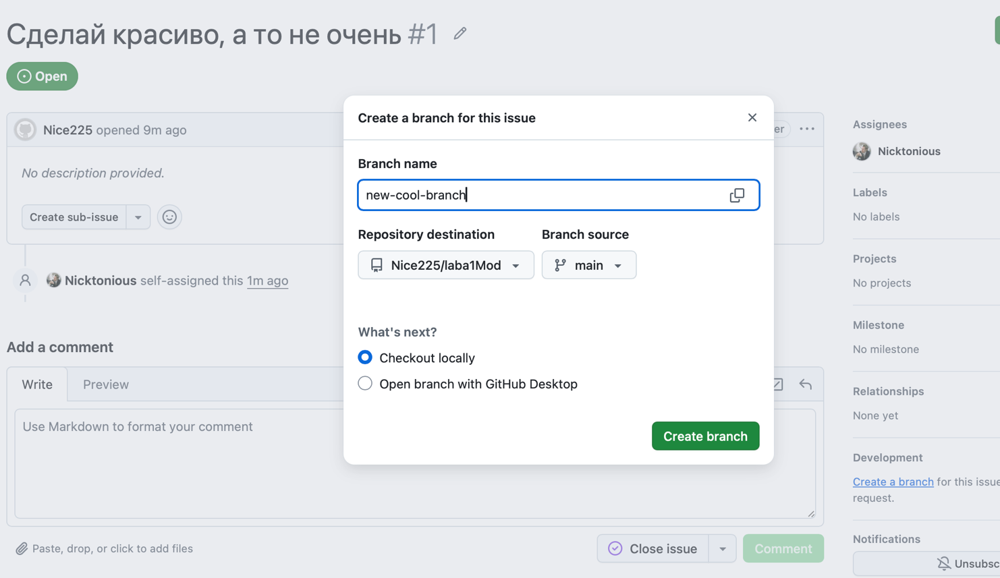 Сделай красиво, а то не очень #1
Open
Nice225 opened 9m ago
No description provided.
Create sub-issue
Nicktonious self-assigned this 1m ago
Add a comment
Write Preview
Use Markdown to format your comment
Paste, drop, or click to add files
Close issue
Comment
Create a branch for this issue
Branch name
new-cool-branch
Repository destination Branch source
Nice225/laba1Mod main
What's next?
Checkout locally
Open branch with GitHub Desktop
Create branch
Assignees
Nicktonious
Labels
No labels
Projects
No projects
Milestone
No milestone
Relationships
None yet
Development
Create a branch for this issue
request.
Notifications
Unsubsc